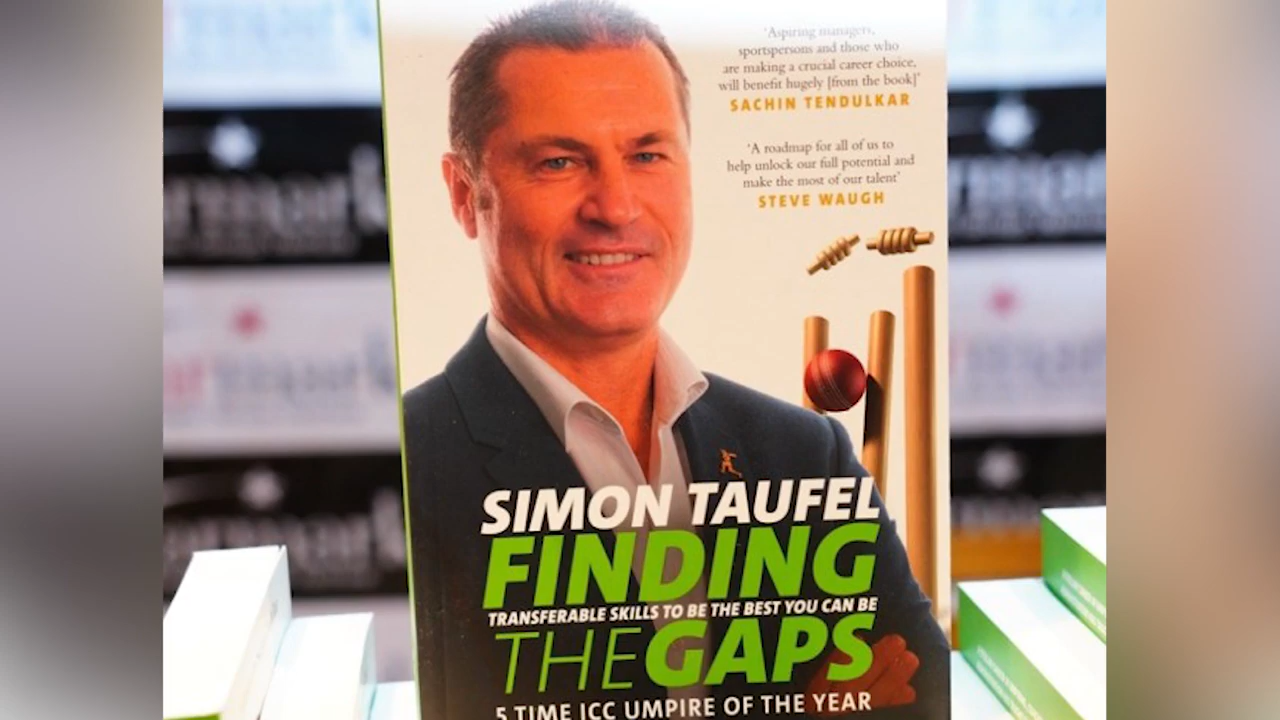 'Aspiring managers,
sportspersons and those who
are making a crucial career choice,
will benefit hugely [from the book]'
SACHIN TENDULKAR
'A roadmap for all of us to
help unlock our full potential and
make the most of our talent'
STEVE WAUGH
SIMON TAUFEL
FINDING
TRANSFERABLE SKILLS TO BE THE BEST YOU CAN BE
THE GAPS
5 TIME ICC UMPIRE OF THE YEAR